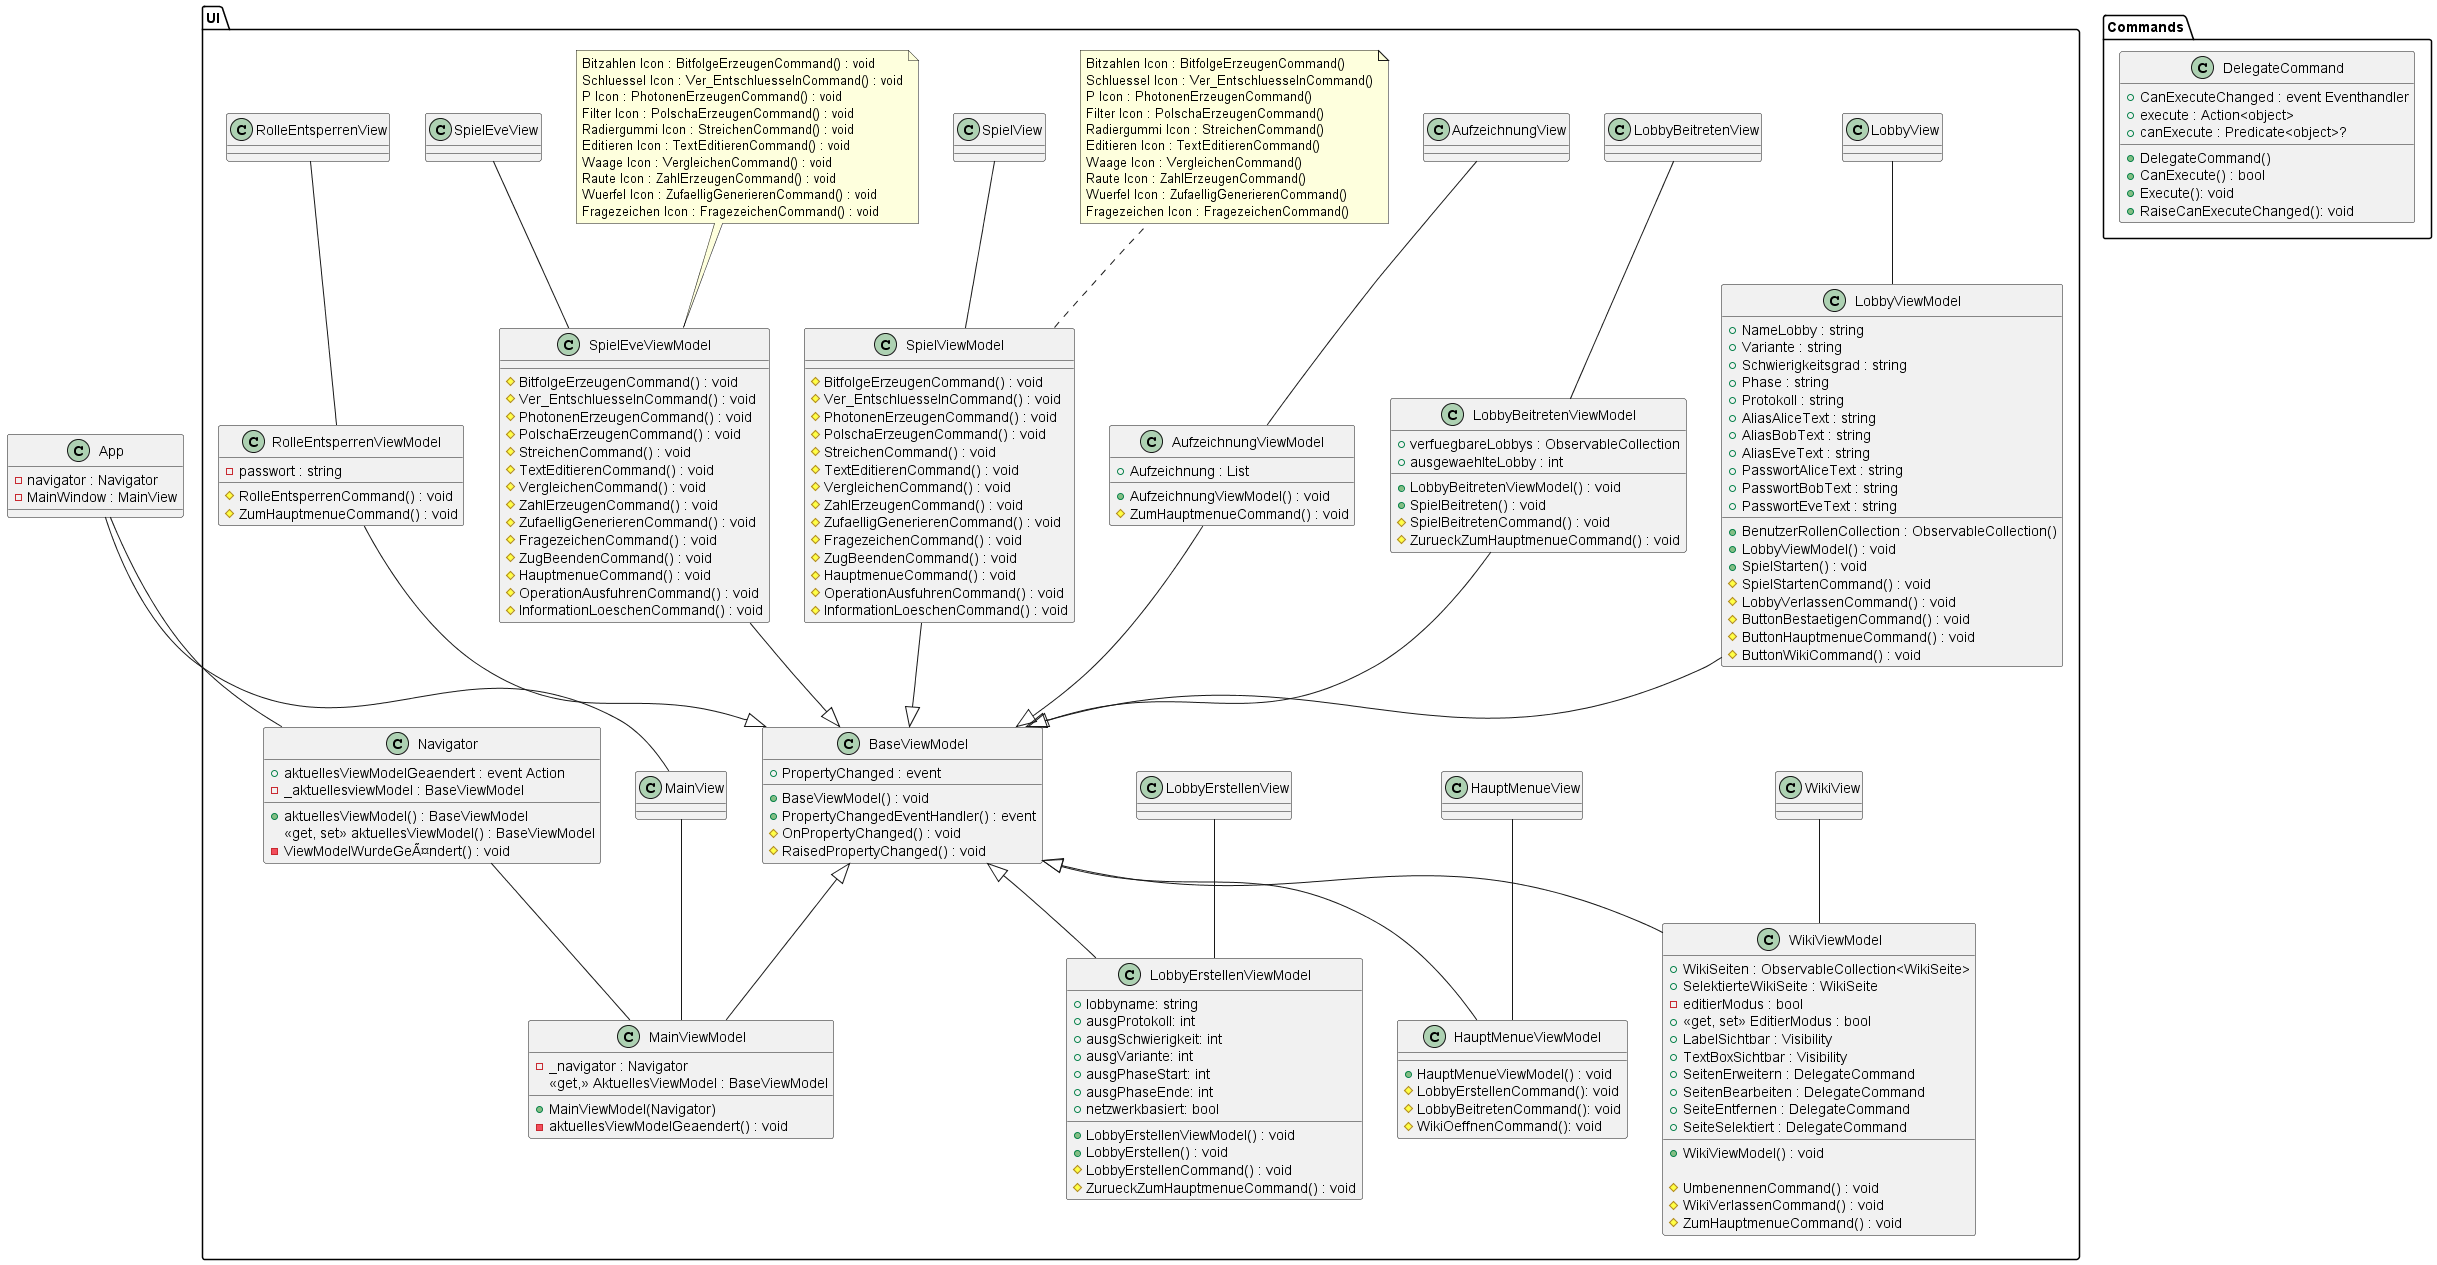 UI
Commands
C DelegateCommand
CanExecuteChanged : event Eventhandler
execute : Action<object>
canExecute : Predicate<object>?
DelegateCommand()
CanExecute() : bool
Execute(): void
RaiseCanExecuteChanged(): void
Bitzahlen Icon : BitfolgeErzeugenCommand() : void
Schluessel Icon : Ver_EntschluesselnCommand() : void
P Icon : PhotonenErzeugenCommand() : void
Filter Icon : PolschaErzeugenCommand() : void
Radiergummi Icon : StreichenCommand() : void
Editieren Icon : TextEditierenCommand() : void
Waage Icon : VergleichenCommand() : void
Raute Icon : ZahlErzeugenCommand() : void
Wuerfel Icon : ZufaelligGenerierenCommand() : void
Fragezeichen Icon : FragezeichenCommand() : void
Bitzahlen Icon : BitfolgeErzeugenCommand()
Schluessel Icon : Ver_EntschluesselnCommand()
P Icon : PhotonenErzeugenCommand()
Filter Icon : PolschaErzeugenCommand()
Radiergummi Icon : StreichenCommand()
Editieren Icon : TextEditierenCommand()
Waage Icon : VergleichenCommand()
Raute Icon : ZahlErzeugenCommand()
Wuerfel Icon : ZufaelligGenerierenCommand()
Fragezeichen Icon : FragezeichenCommand()
C RolleEntsperrenView
C SpielEveView
C SpielView
C AufzeichnungView
C LobbyBeitretenView
C LobbyView
C App
navigator : Navigator
MainWindow : MainView
C RolleEntsperrenViewModel
passwort : string
RolleEntsperrenCommand() : void
ZumHauptmenueCommand() : void
C SpielEveViewModel
BitfolgeErzeugenCommand() : void
Ver_EntschluesselnCommand() : void
PhotonenErzeugenCommand() : void
PolschaErzeugenCommand() : void
StreichenCommand() : void
TextEditierenCommand() : void
VergleichenCommand() : void
ZahlErzeugenCommand() : void
ZufaelligGenerierenCommand() : void
FragezeichenCommand() : void
ZugBeendenCommand() : void
HauptmenueCommand() : void
OperationAusfuhrenCommand() : void
InformationLoeschenCommand() : void
C SpielViewModel
BitfolgeErzeugenCommand() : void
Ver_EntschluesselnCommand() : void
PhotonenErzeugenCommand() : void
PolschaErzeugenCommand() : void
StreichenCommand() : void
TextEditierenCommand() : void
VergleichenCommand() : void
ZahlErzeugenCommand() : void
ZufaelligGenerierenCommand() : void
FragezeichenCommand() : void
ZugBeendenCommand() : void
HauptmenueCommand() : void
OperationAusfuhrenCommand() : void
InformationLoeschenCommand() : void
C AufzeichnungViewModel
Aufzeichnung : List
AufzeichnungViewModel() : void
ZumHauptmenueCommand() : void
C LobbyBeitretenViewModel
verfuegbareLobbys : ObservableCollection
ausgewaehlteLobby : int
LobbyBeitretenViewModel() : void
SpielBeitreten() : void
SpielBeitretenCommand() : void
ZurueckZumHauptmenueCommand() : void
C LobbyViewModel
NameLobby : string
Variante : string
Schwierigkeitsgrad : string
Phase : string
Protokoll : string
AliasAliceText : string
AliasBobText : string
AliasEveText : string
PasswortAliceText : string
PasswortBobText : string
PasswortEveText : string
BenutzerRollenCollection : ObservableCollection()
LobbyViewModel() : void
SpielStarten() : void
SpielStartenCommand() : void
LobbyVerlassenCommand() : void
ButtonBestaetigenCommand() : void
ButtonHauptmenueCommand() : void
ButtonWikiCommand() : void
C Navigator
aktuellesViewModelGeaendert : event Action
_aktuellesviewModel : BaseViewModel
aktuellesViewModel() : BaseViewModel
«get, set» aktuellesViewModel() : BaseViewModel
ViewModelWurdeGeÃ¤ndert() : void
C MainView
C BaseViewModel
PropertyChanged : event
BaseViewModel() : void
PropertyChangedEventHandler() : event
OnPropertyChanged() : void
RaisedPropertyChanged() : void
C LobbyErstellenView
C HauptMenueView
C WikiView
C MainViewModel
_navigator : Navigator
«get,» AktuellesViewModel : BaseViewModel
MainViewModel(Navigator)
aktuellesViewModelGeaendert() : void
C LobbyErstellenViewModel
lobbyname: string
ausgProtokoll: int
ausgSchwierigkeit: int
ausgVariante: int
ausgPhaseStart: int
ausgPhaseEnde: int
netzwerkbasiert: bool
LobbyErstellenViewModel() : void
LobbyErstellen() : void
LobbyErstellenCommand() : void
ZurueckZumHauptmenueCommand() : void
C HauptMenueViewModel
HauptMenueViewModel() : void
LobbyErstellenCommand(): void
LobbyBeitretenCommand(): void
WikiOeffnenCommand(): void
C WikiViewModel
WikiSeiten : ObservableCollection<WikiSeite>
SelektierteWikiSeite : WikiSeite
editierModus : bool
«get, set» EditierModus : bool
LabelSichtbar : Visibility
TextBoxSichtbar : Visibility
SeitenErweitern : DelegateCommand
SeitenBearbeiten : DelegateCommand
SeiteEntfernen : DelegateCommand
SeiteSelektiert : DelegateCommand
WikiViewModel() : void
UmbenennenCommand() : void
WikiVerlassenCommand() : void
ZumHauptmenueCommand() : void